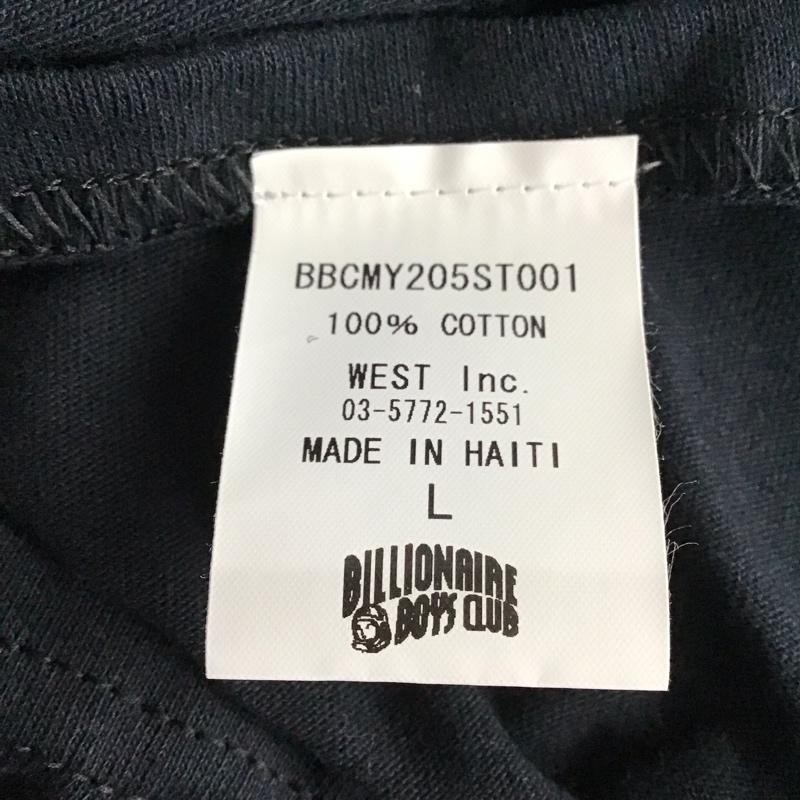 BBCMY205ST001
100% COTTON
WEST Inc.
03-5772-1551
MADE IN HAITI
L
BILLIONAIRE
BOYS CLUB